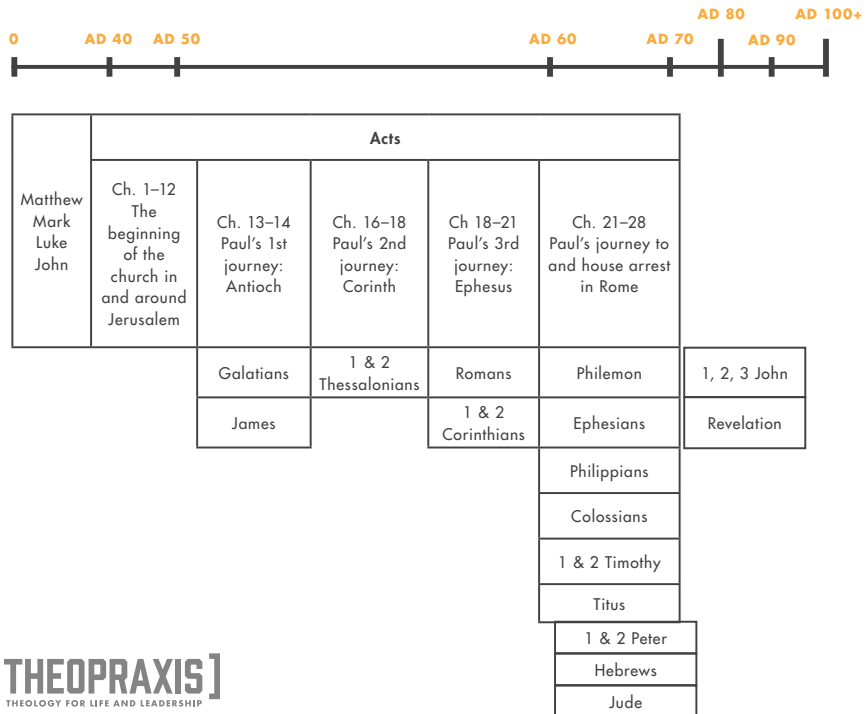 AD 80
AD 100+
0
AD 40
AD 50
AD 60
AD 70
AD 90
Acts
Matthew
Mark
Luke
John
Ch. 1–12
The
beginning
of the
church in
and around
Jerusalem
Ch. 13–14
Paul's 1st
journey:
Antioch
Ch. 16–18
Paul's 2nd
journey:
Corinth
Ch 18–21
Paul's 3rd
journey:
Ephesus
Ch. 21–28
Paul's journey to
and house arrest
in Rome
Galatians
1 & 2
Thessalonians
Romans
Philemon
1, 2, 3 John
James
1 & 2
Corinthians
Ephesians
Revelation
Philippians
Colossians
1 & 2 Timothy
Titus
1 & 2 Peter
Hebrews
Jude
THEOPRAXIS]
THEOLOGY FOR LIFE AND LEADERSHIP